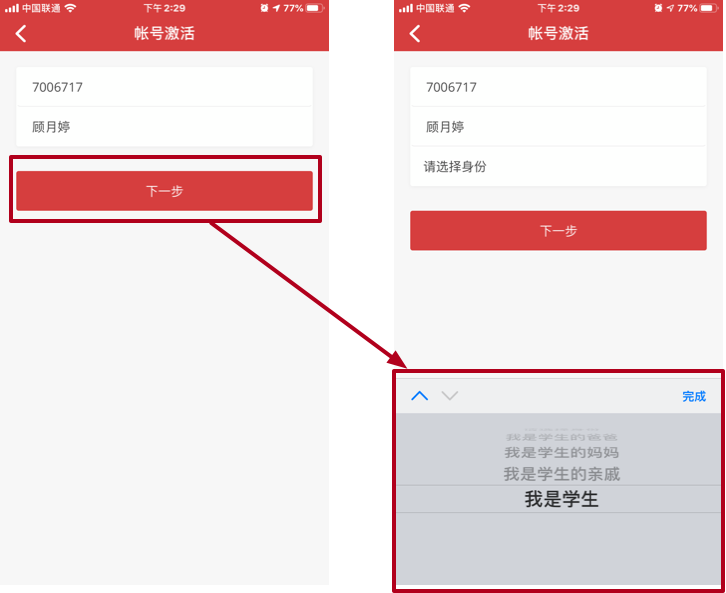 中国联通 下午 2:29 77%
帐号激活
7006717
顾月婷
下一步
中国联通 下午 2:29 77%
帐号激活
7006717
顾月婷
请选择身份
下一步
完成
我是学生的爸爸
我是学生的妈妈
我是学生的亲戚
我是学生